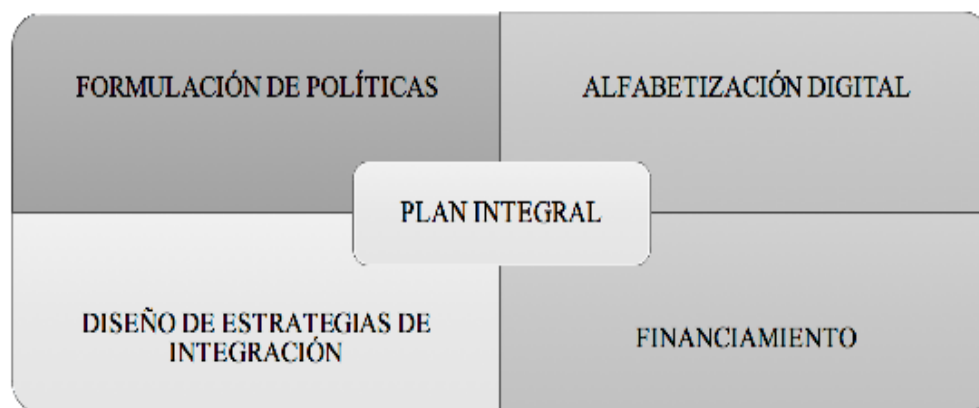 FORMULACIÓN DE POLÍTICAS
ALFABETIZACIÓN DIGITAL
PLAN INTEGRAL
DISEÑO DE ESTRATEGIAS DE
INTEGRACIÓN
FINANCIAMIENTO